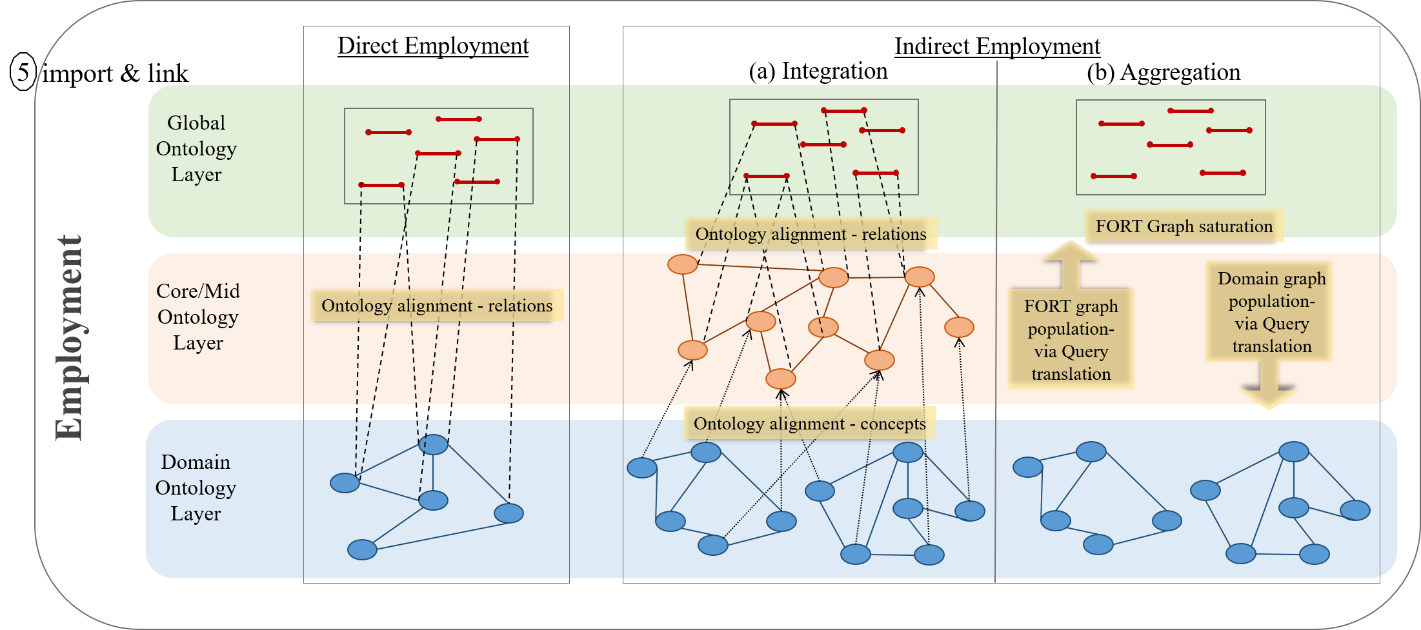 Direct Employment
Indirect Employment
5 import & link
(a) Integration
(b) Aggregation
Global
Ontology
Layer
Ontology alignment - relations
FORT Graph saturation
Core/Mid
Ontology
Layer
Ontology alignment - relations
FORT graph
population-
via Query
translation
Domain graph
population-
via Query
translation
Employment
Ontology alignment - concepts
Domain
Ontology
Layer